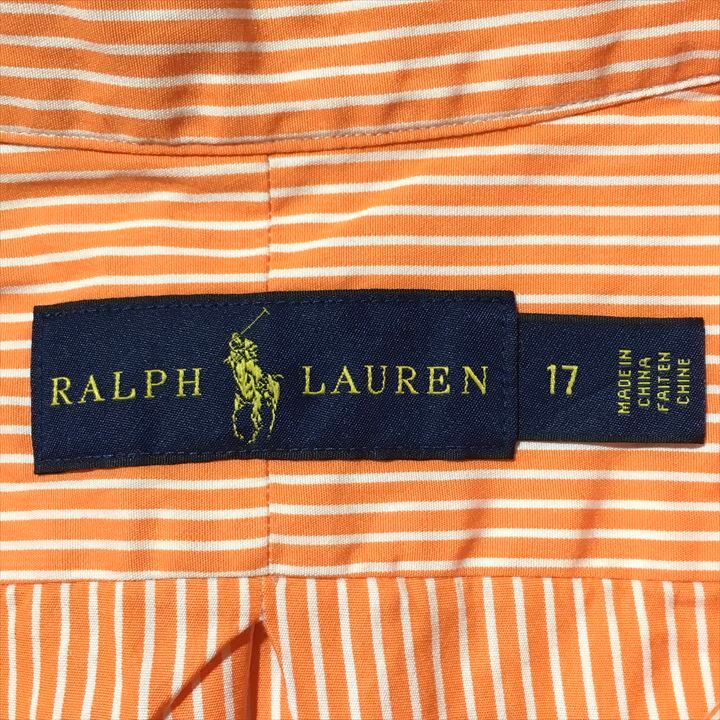 RALPH LAUREN
17
MADE IN
CHINA
FAIT EN
CHINE